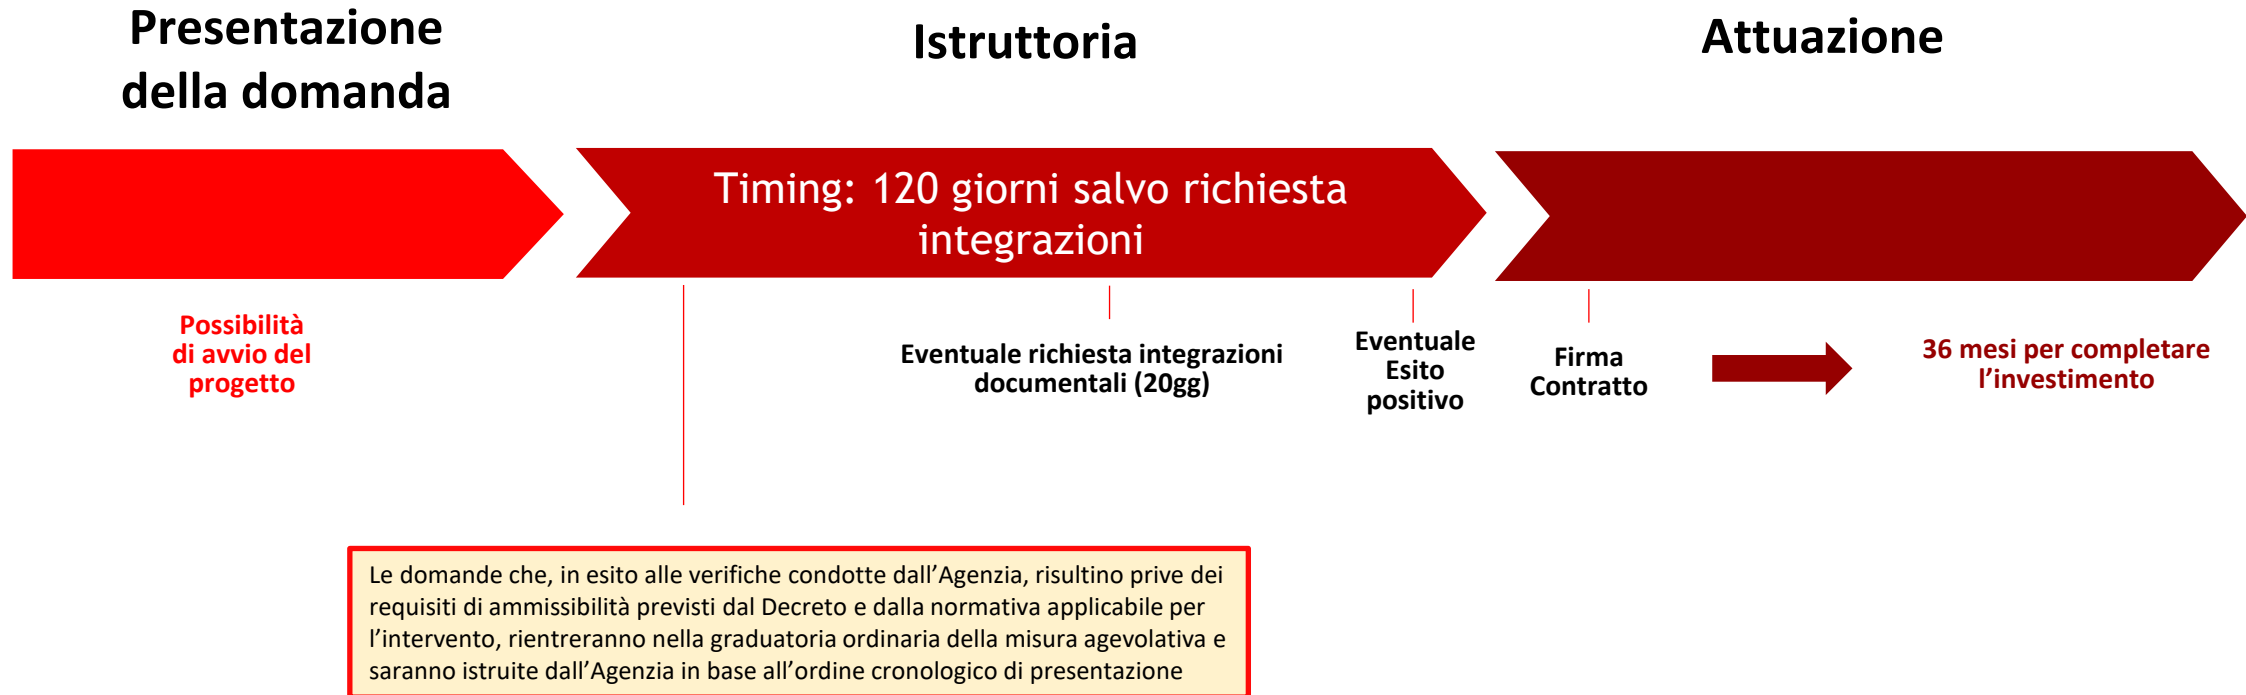 Presentazione
della domanda
Istruttoria
Attuazione
Timing: 120 giorni salvo richiesta
integrazioni
Possibilità
di avvio del
progetto
Eventuale richiesta integrazioni
documentali (20gg)
Eventuale
Esito
positivo
Firma
Contratto
36 mesi per completare
l’investimento
Le domande che, in esito alle verifiche condotte dall’Agenzia, risultino prive dei
requisiti di ammissibilità previsti dal Decreto e dalla normativa applicabile per
l’intervento, rientreranno nella graduatoria ordinaria della misura agevolativa e
saranno istruite dall’Agenzia in base all’ordine cronologico di presentazione